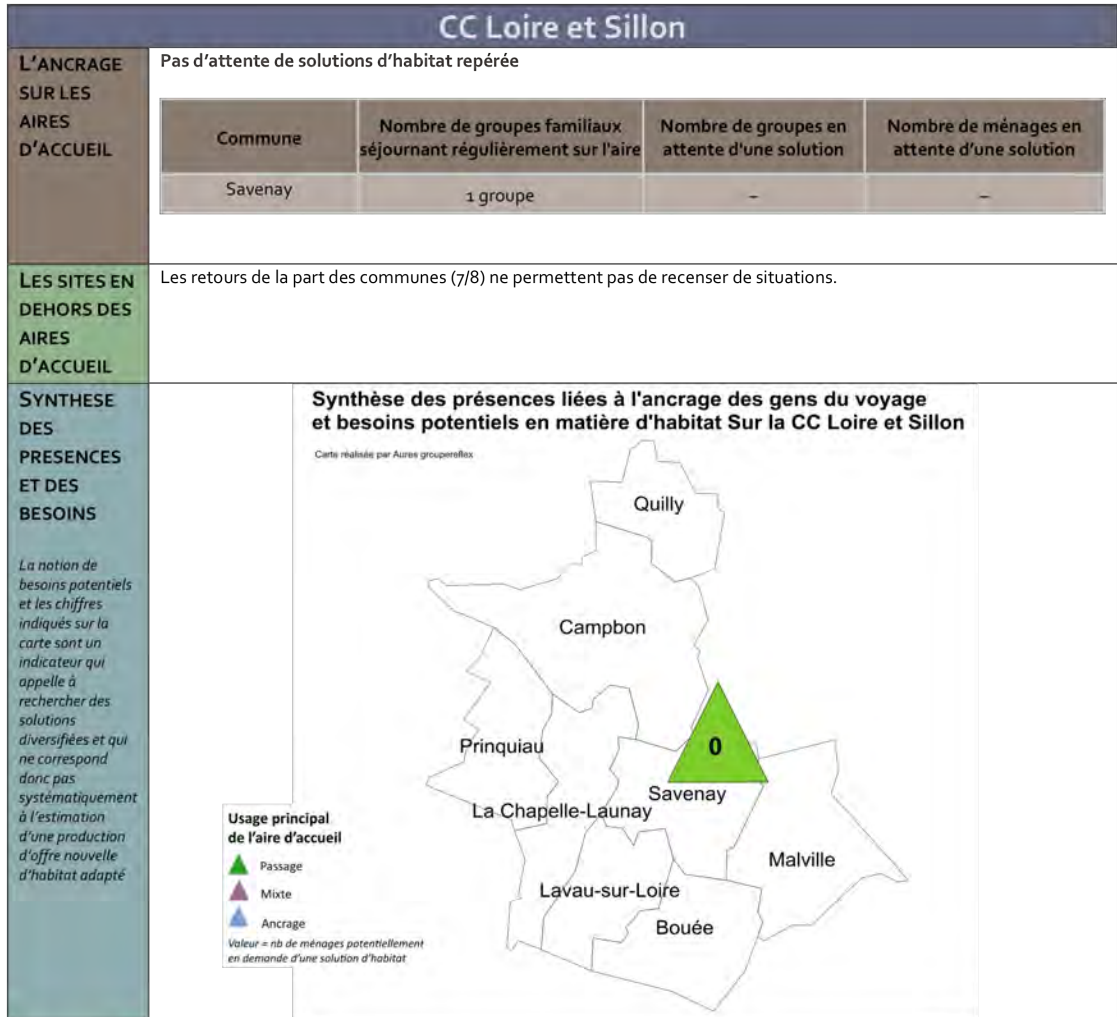 CC Loire et Sillon
L'ANCRAGE
SUR LES
AIRES
D'ACCUEIL
Pas d'attente de solutions d'habitat repérée
Commune
Nombre de groupes familiaux
séjournant régulièrement sur l'aire
Nombre de groupes en
attente d'une solution
Nombre de ménages en
attente d'une solution
Savenay
1 groupe
–
–
LES SITES EN
DEHORS DES
AIRES
D'ACCUEIL
Les retours de la part des communes (7/8) ne permettent pas de recenser de situations.
SYNTHESE
DES
PRESENCES
ET DES
BESOINS
La notion de
besoins potentiels
et les chiffres
indiqués sur la
carte sont un
indicateur qui
appelle à
rechercher des
solutions
diversifiées et qui
ne correspond
donc pas
systématiquement
à l'estimation
d'une production
d'offre nouvelle
d'habitat adapté
Synthèse des présences liées à l'ancrage des gens du voyage
et besoins potentiels en matière d'habitat Sur la CC Loire et Sillon
Carte réalisée par Aures groupereflex
Quilly
Campbon
Prinquiau
0
Savenay
La Chapelle-Launay
Malville
Lavau-sur-Loire
Bouée
Usage principal
de l'aire d'accueil
Passage
Mixte
Ancrage
Valeur = nb de ménages potentiellement
en demande d'une solution d'habitat